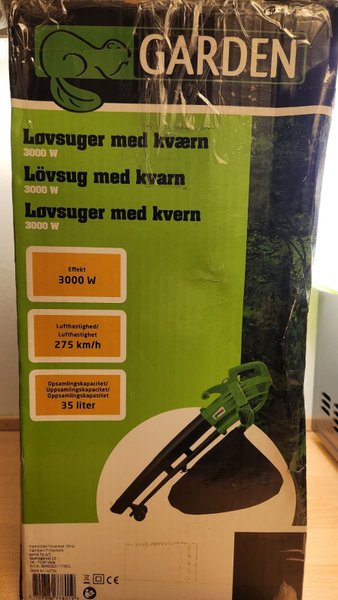 GARDEN
Løvsuger med kværn
3000 W
Lövsug med kvarn
3000 W
Løvsuger med kvern
3000 W
Effekt
3000 W
Lufthastighed/
Lufthastighet
275 km/h
Opsamlingskapacitet/
Uppsamlingskapacitet/
Oppsamlingskapasitet
35 liter